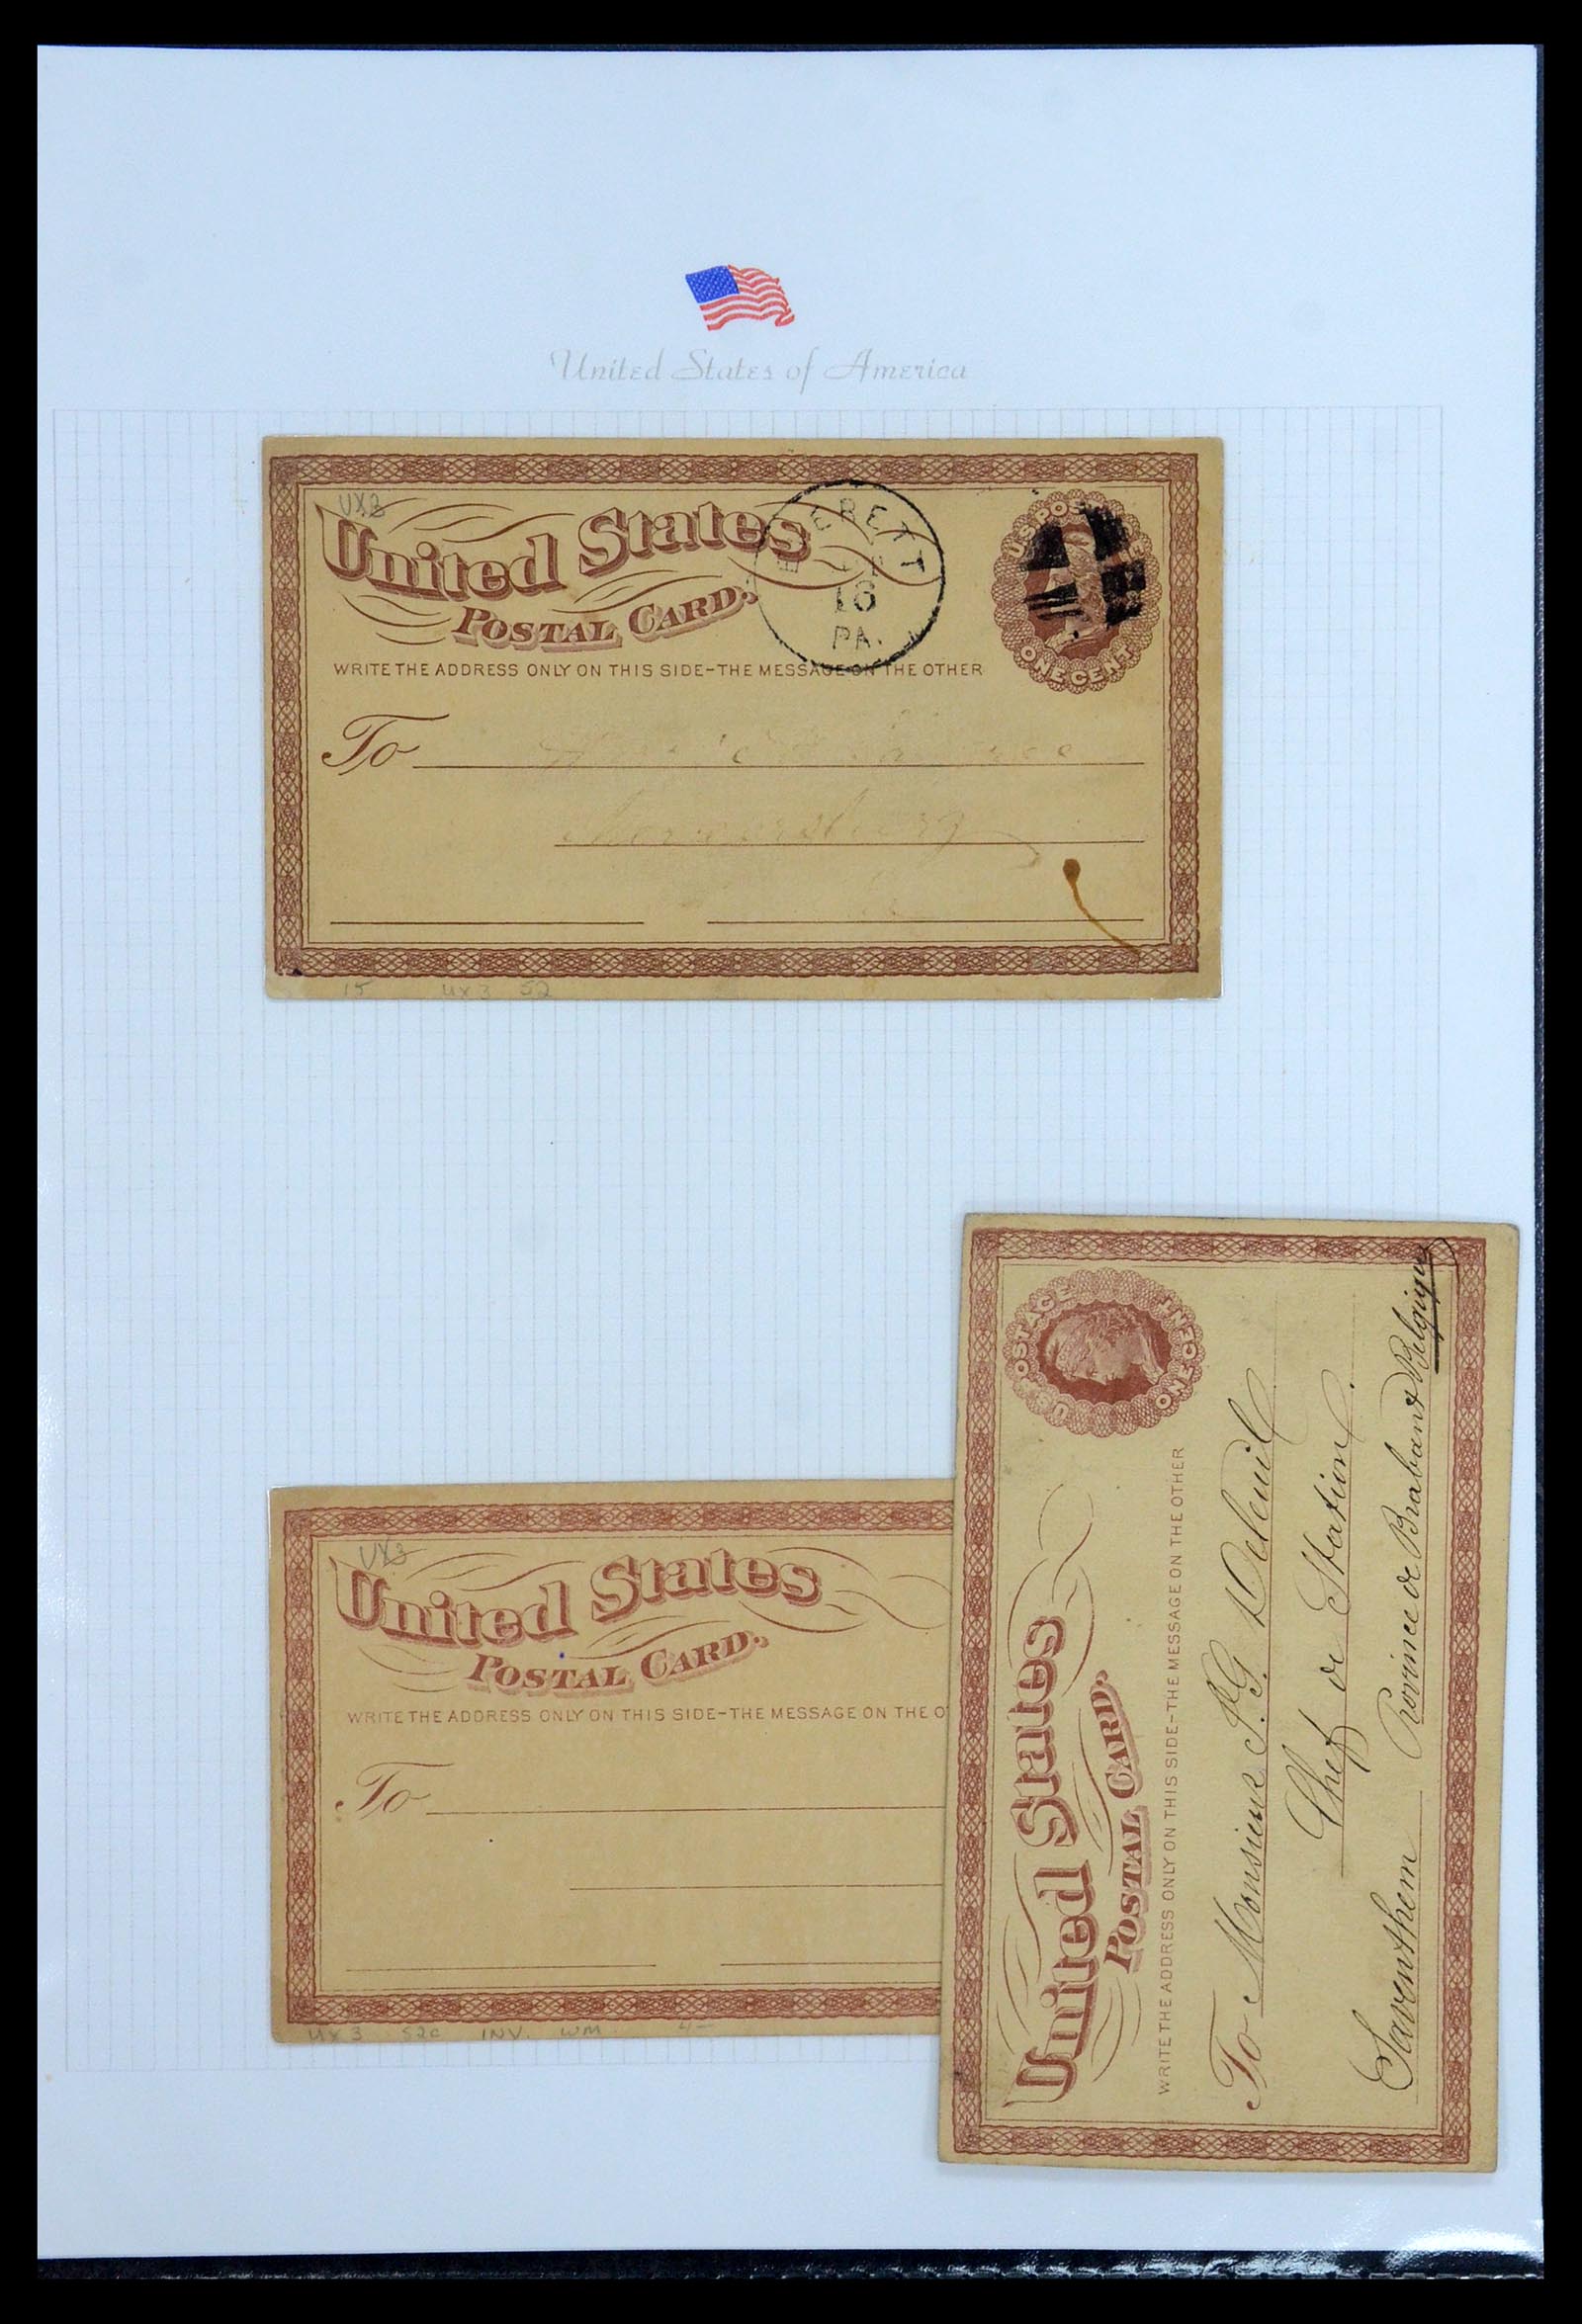 United States of America
UX3
United States
POSTAL CARD.
EVERETT
16
PA.
U.S. POSTAGE
ONE CENT
WRITE THE ADDRESS ONLY ON THIS SIDE-THE MESSAGE ON THE OTHER
To
15 UX3 52
UX3
United States
POSTAL CARD.
WRITE THE ADDRESS ONLY ON THIS SIDE-THE MESSAGE ON THE O
To
UX3 52c INV. WM 4-
United States
POSTAL CARD.
U.S. POSTAGE
ONE CENT
WRITE THE ADDRESS ONLY ON THIS SIDE-THE MESSAGE ON THE OTHER
To Monsieur
Chef de Station
Saventhem Province de Brabant Belgique